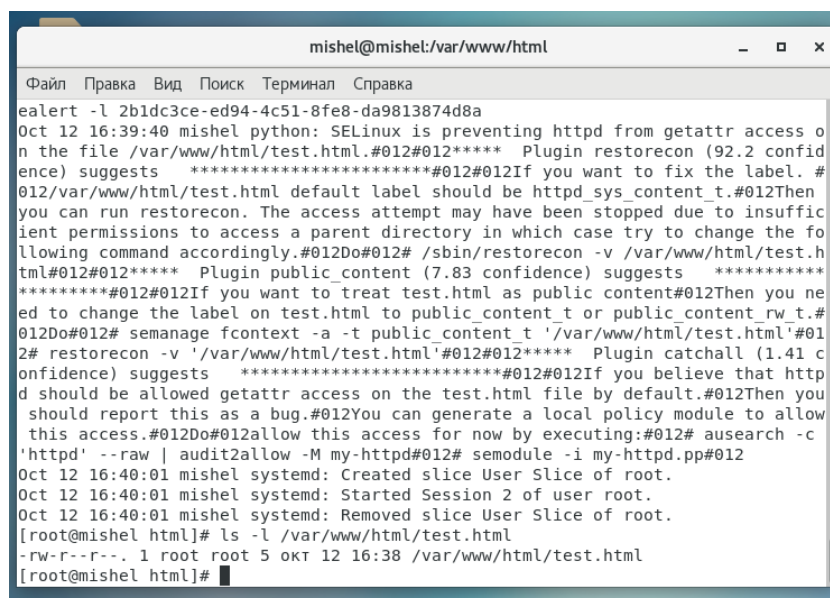 mishel@mishel:/var/www/html
Файл Правка Вид Поиск Терминал Справка
ealert -l 2b1dc3ce-ed94-4c51-8fe8-da9813874d8a
Oct 12 16:39:40 mishel python: SELinux is preventing httpd from getattr access o
n the file /var/www/html/test.html.#012#012*****  Plugin restorecon (92.2 confid
ence) suggests   ************************#012#012If you want to fix the label. #
012/var/www/html/test.html default label should be httpd_sys_content_t.#012Then 
you can run restorecon. The access attempt may have been stopped due to insuffic
ient permissions to access a parent directory in which case try to change the fo
llowing command accordingly.#012Do#012# /sbin/restorecon -v /var/www/html/test.h
tml#012#012*****  Plugin public_content (7.83 confidence) suggests   ***********
*********#012#012If you want to treat test.html as public content#012Then you ne
ed to change the label on test.html to public_content_t or public_content_rw_t.#
012Do#012# semanage fcontext -a -t public_content_t '/var/www/html/test.html'#01
2# restorecon -v '/var/www/html/test.html'#012#012*****  Plugin catchall (1.41 c
onfidence) suggests   **************************#012#012If you believe that http
d should be allowed getattr access on the test.html file by default.#012Then you
 should report this as a bug.#012You can generate a local policy module to allow
 this access.#012Do#012allow this access for now by executing:#012# ausearch -c 
'httpd' --raw | audit2allow -M my-httpd#012# semodule -i my-httpd.pp#012
Oct 12 16:40:01 mishel systemd: Created slice User Slice of root.
Oct 12 16:40:01 mishel systemd: Started Session 2 of user root.
Oct 12 16:40:01 mishel systemd: Removed slice User Slice of root.
[root@mishel html]# ls -l /var/www/html/test.html
-rw-r--r--. 1 root root 5 окт 12 16:38 /var/www/html/test.html
[root@mishel html]#